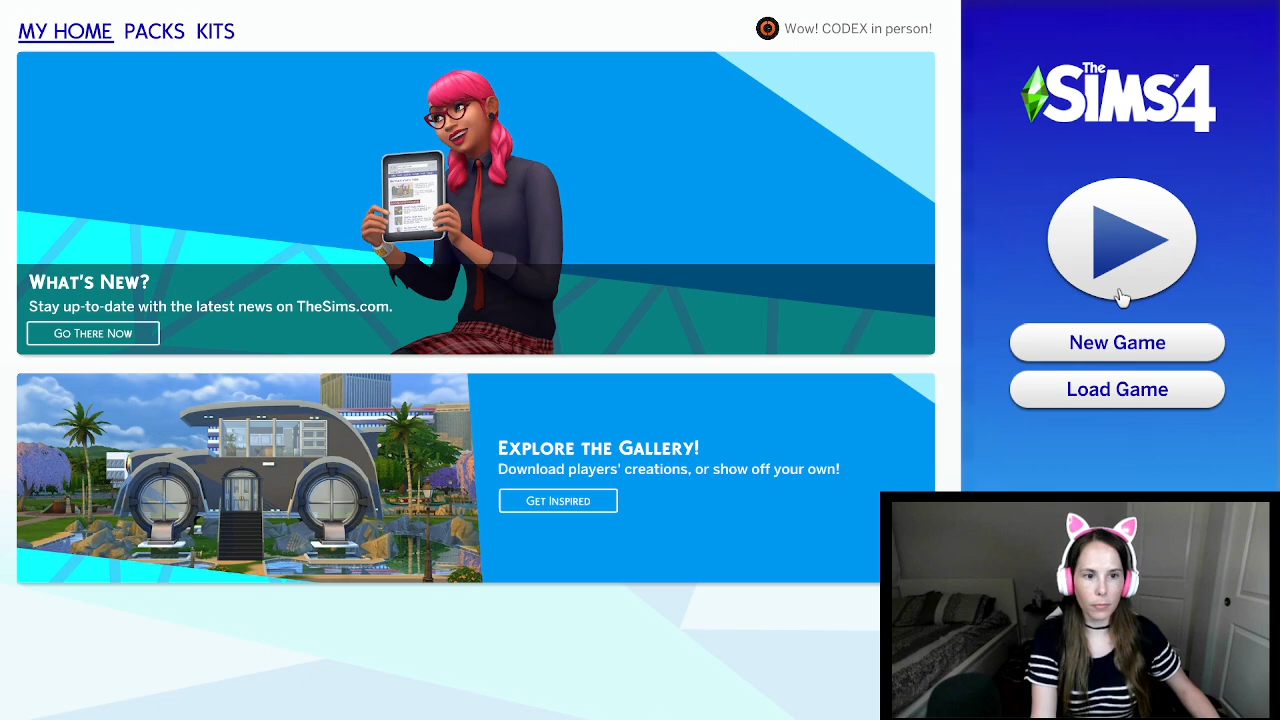 MY HOME PACKS KITS
Wow! CODEX in person!
The
SIMS4
WHAT'S NEW?
Stay up-to-date with the latest news on TheSims.com.
GO THERE NOW
New Game
Load Game
EXPLORE THE GALLERY!
Download players' creations, or show off your own!
GET INSPIRED